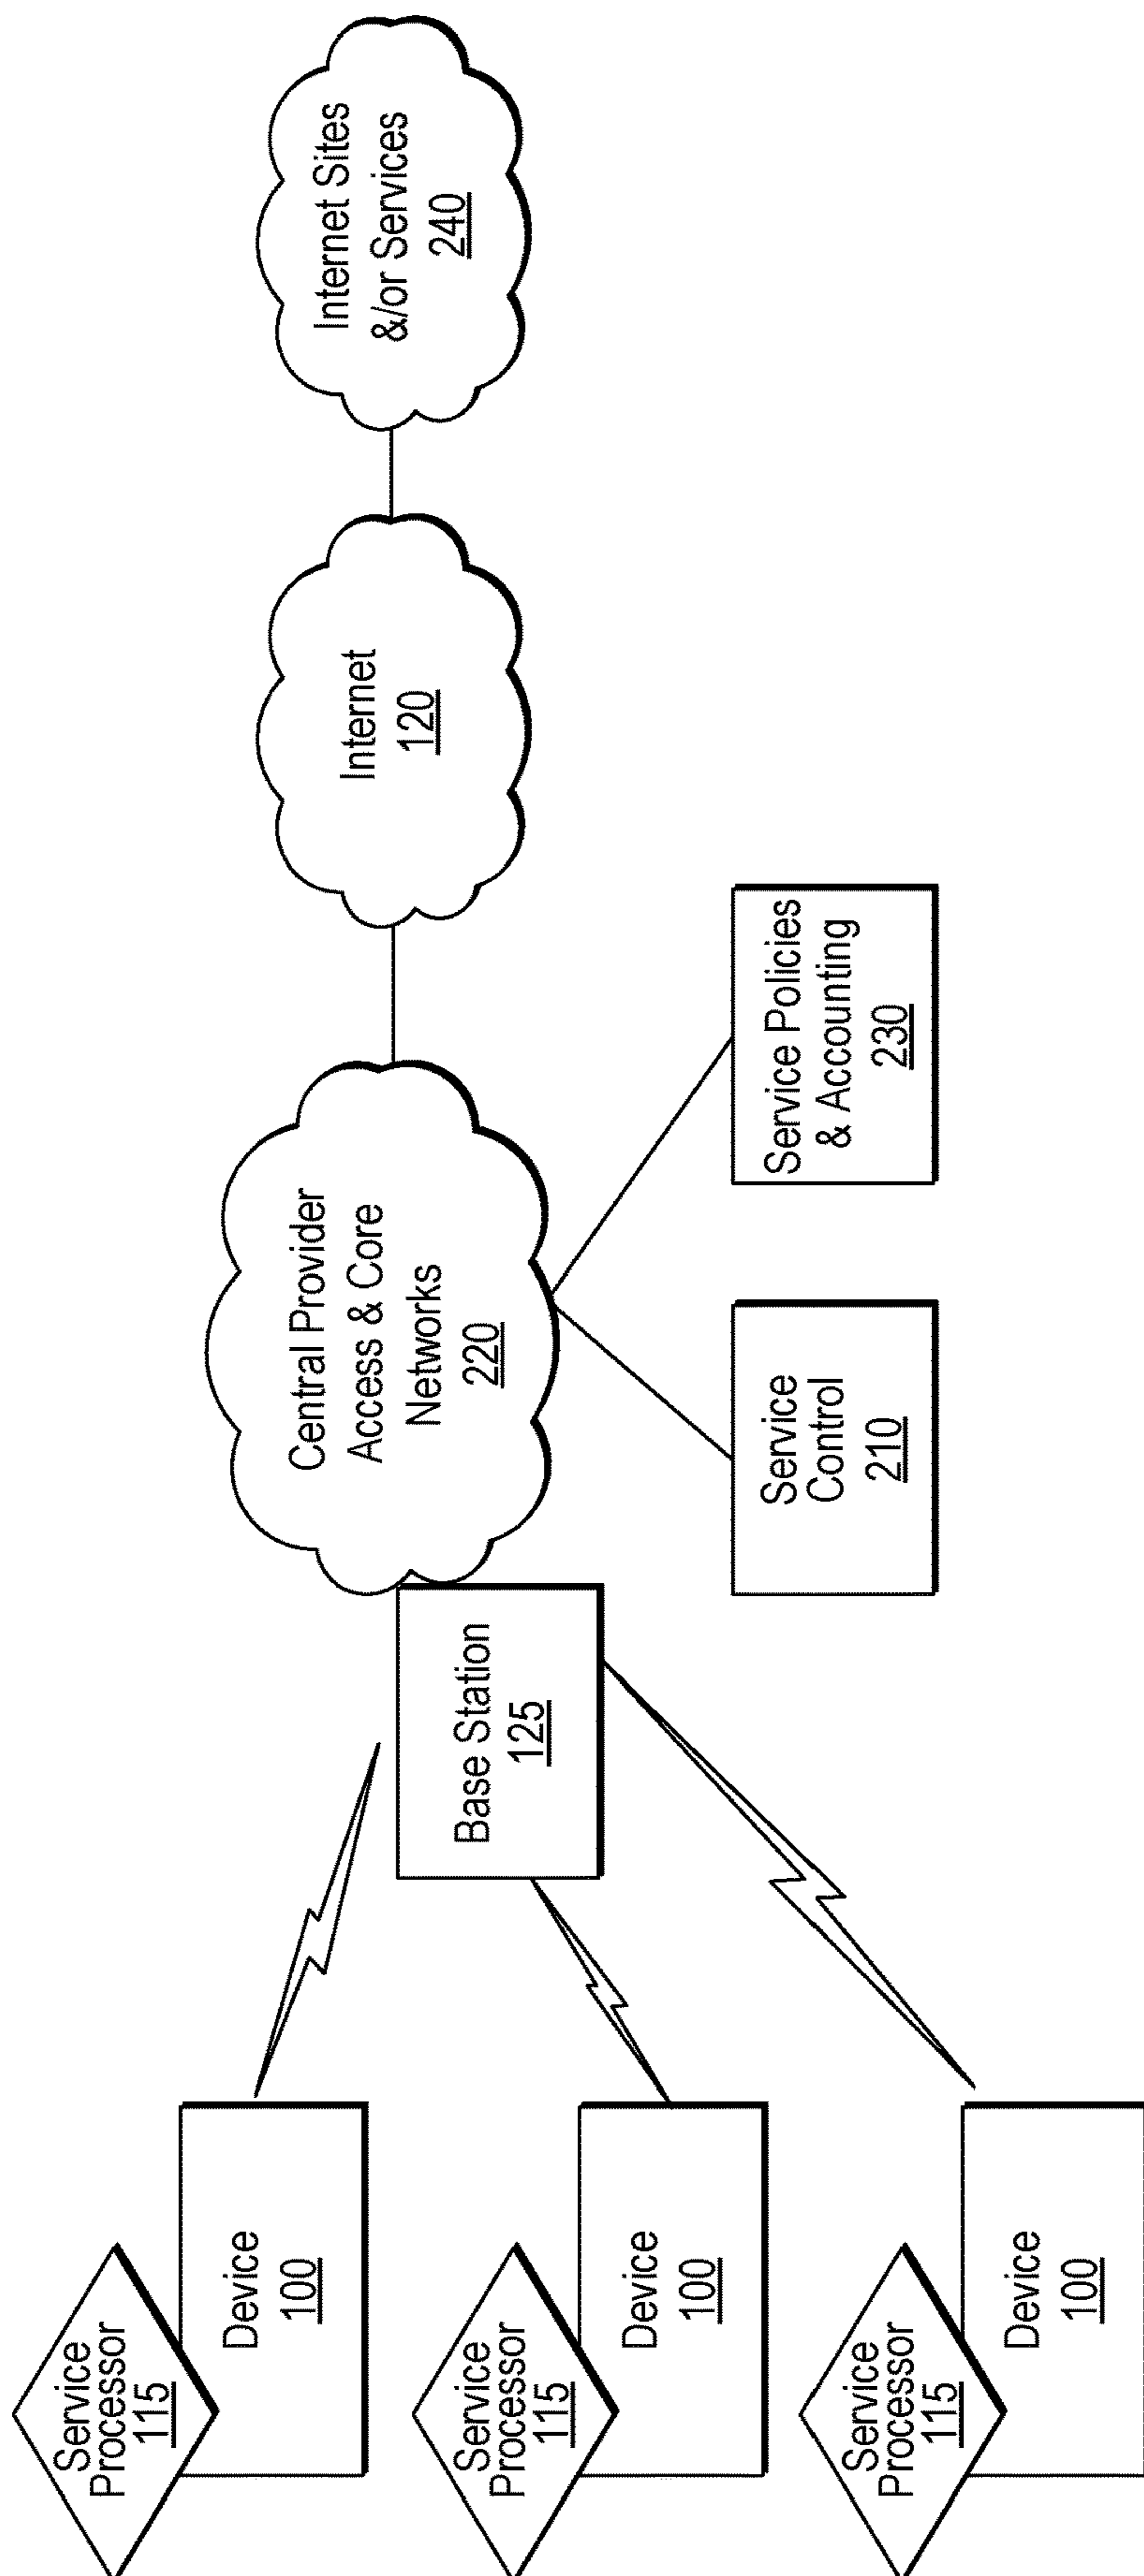 Service
Processor
115
Device
100
Service
Processor
115
Device
100
Service
Processor
115
Device
100
Base Station
125
Central Provider
Access & Core
Networks
220
Service
Control
210
Service Policies
& Accounting
230
Internet
120
Internet Sites
&/or Services
240